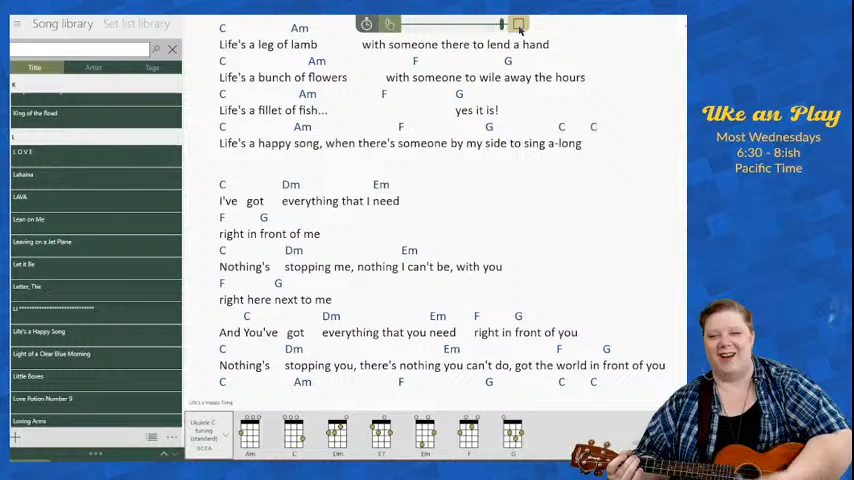 Song library  Set list library
Title  Artist  Tags
K
King of the Road
L
L O V E
Lahaina
LAVA
Lean on Me
Leaving on a Jet Plane
Let it Be
Letter, The
Life's a Happy Song
Light of a Clear Blue Morning
Little Boxes
Love Potion Number 9
Loving Arms
C  Am
Life's a leg of lamb  with someone there to lend a hand
C  Am  F  G
Life's a bunch of flowers  with someone to wile away the hours
C  Am  F  G
Life's a fillet of fish...  yes it is!
C  Am  F  G  C  C
Life's a happy song, when there's someone by my side to sing a-long
C  Dm  Em
I've got everything that I need
F  G
right in front of me
C  Dm  Em
Nothing's stopping me, nothing I can't be, with you
F  G
right here next to me
C  Dm  Em  F  G
And You've got everything that you need right in front of you
C  Dm  Em  F  G
Nothing's stopping you, there's nothing you can't do, got the world in front of you
C  Am  F  G  C  C
Life's a Happy Song
Ukulele C
tuning
(standard)
G C E A
Am  C  Dm  E7  Em  F  G
Uke an Play
Most Wednesdays
6:30 - 8:ish
Pacific Time